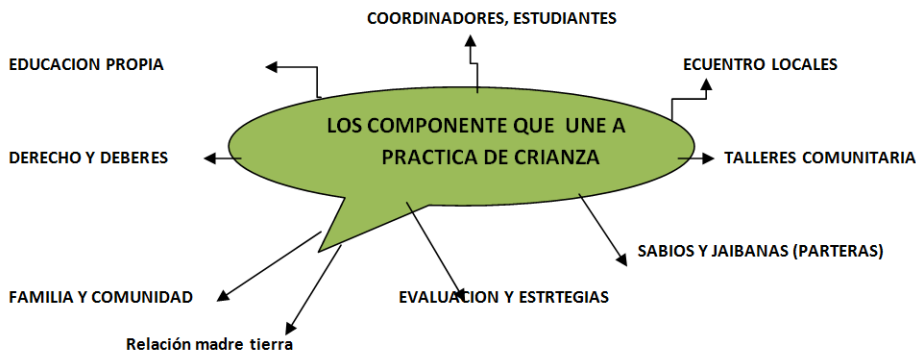 COORDINADORES, ESTUDIANTES
EDUCACION PROPIA
ECUENTRO LOCALES
LOS COMPONENTE QUE UNE A
PRACTICA DE CRIANZA
DERECHO Y DEBERES
TALLERES COMUNITARIA
SABIOS Y JAIBANAS (PARTERAS)
FAMILIA Y COMUNIDAD
EVALUACION Y ESTRTEGIAS
Relación madre tierra